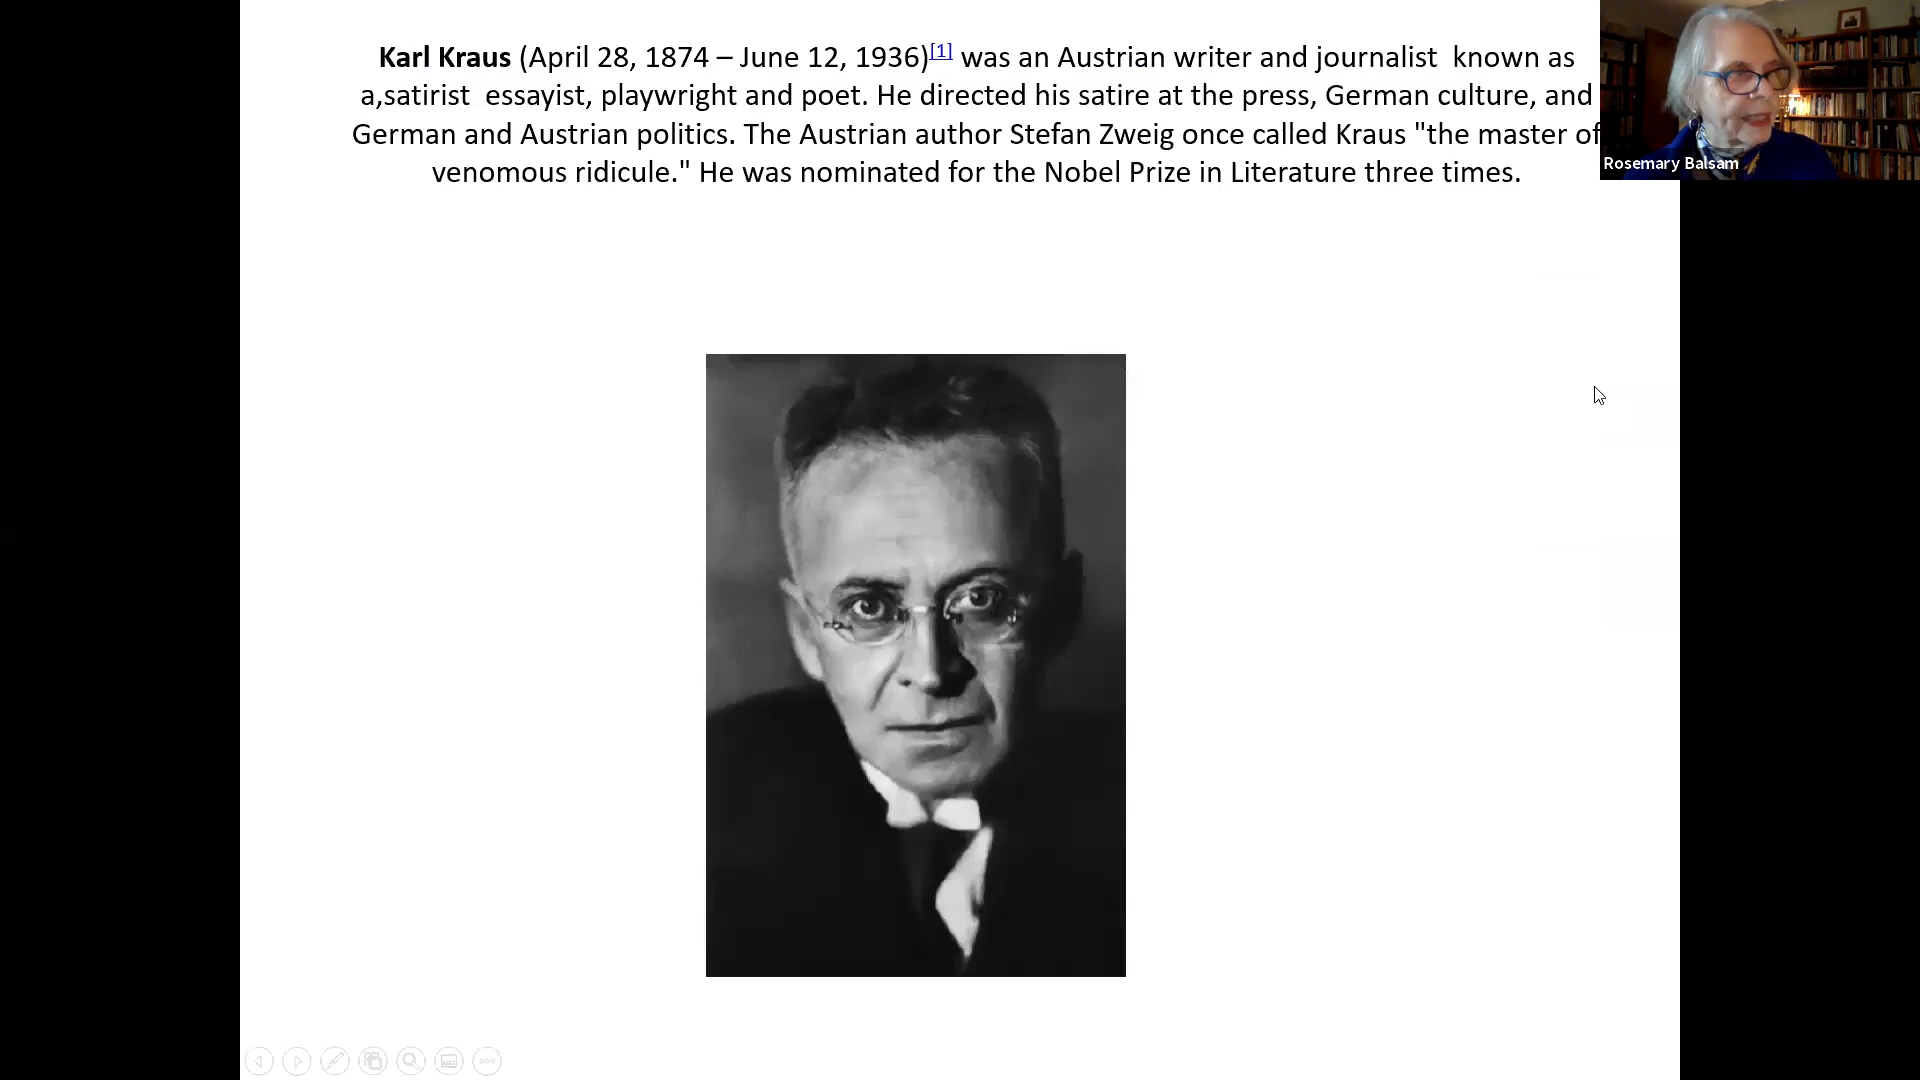 Karl Kraus (April 28, 1874 – June 12, 1936)[1] was an Austrian writer and journalist  known as
a,satirist  essayist, playwright and poet. He directed his satire at the press, German culture, and
German and Austrian politics. The Austrian author Stefan Zweig once called Kraus "the master of
venomous ridicule." He was nominated for the Nobel Prize in Literature three times.
Rosemary Balsam